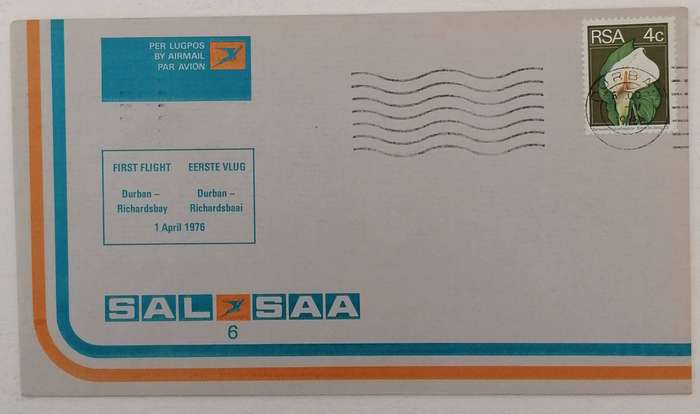 PER LUGPOS
BY AIRMAIL
PAR AVION
RSA 4c
FIRST FLIGHT EERSTE VLUG
Durban – Durban –
Richardsbay Richardsbaai
1 April 1976
SAL SAA
6